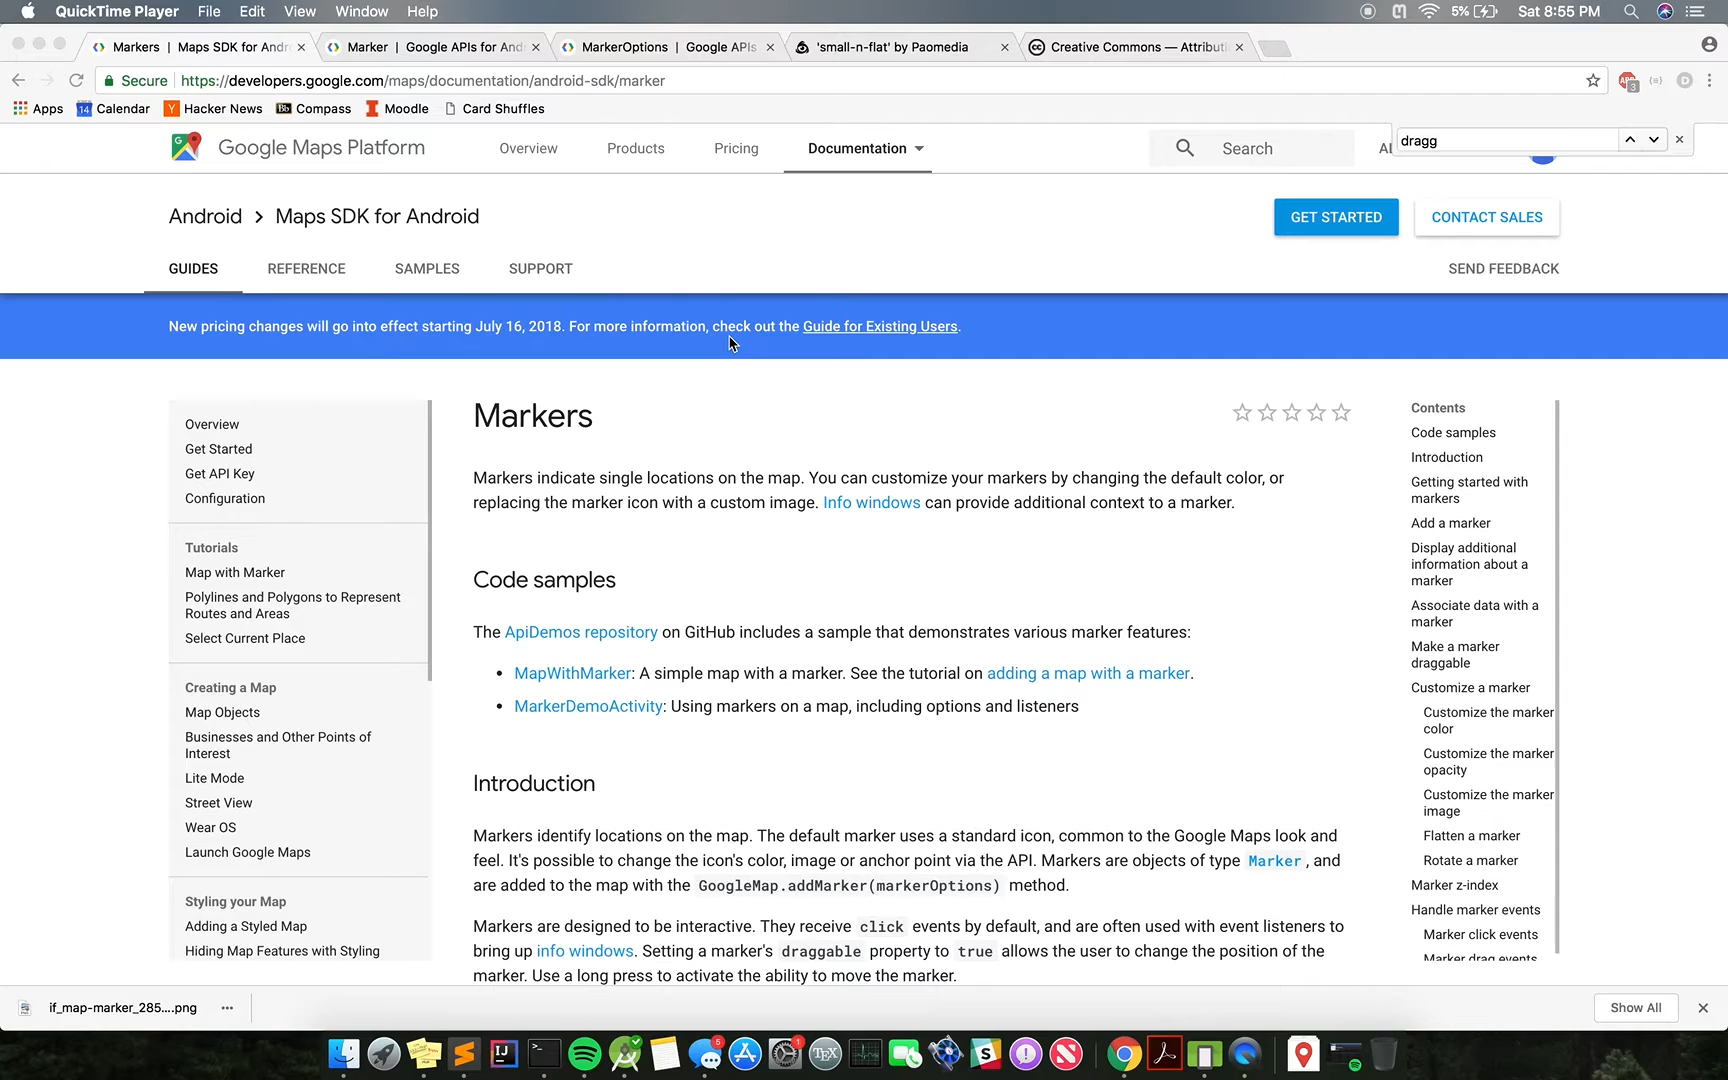 QuickTime Player File Edit View Window Help 5% Sat 8:55 PM
Markers | Maps SDK for Andr Marker | Google APIs for And MarkerOptions | Google APIs 'small-n-flat' by Paomedia Creative Commons — Attributi
Secure https://developers.google.com/maps/documentation/android-sdk/marker
Apps Calendar Hacker News Compass Moodle Card Shuffles
Google Maps Platform Overview Products Pricing Documentation Search dragg
Android > Maps SDK for Android GET STARTED CONTACT SALES
GUIDES REFERENCE SAMPLES SUPPORT SEND FEEDBACK
New pricing changes will go into effect starting July 16, 2018. For more information, check out the Guide for Existing Users.
Overview
Get Started
Get API Key
Configuration
Tutorials
Map with Marker
Polylines and Polygons to Represent
Routes and Areas
Select Current Place
Creating a Map
Map Objects
Businesses and Other Points of
Interest
Lite Mode
Street View
Wear OS
Launch Google Maps
Styling your Map
Adding a Styled Map
Hiding Map Features with Styling
Markers
Markers indicate single locations on the map. You can customize your markers by changing the default color, or
replacing the marker icon with a custom image. Info windows can provide additional context to a marker.
Code samples
The ApiDemos repository on GitHub includes a sample that demonstrates various marker features:
• MapWithMarker: A simple map with a marker. See the tutorial on adding a map with a marker.
• MarkerDemoActivity: Using markers on a map, including options and listeners
Introduction
Markers identify locations on the map. The default marker uses a standard icon, common to the Google Maps look and
feel. It's possible to change the icon's color, image or anchor point via the API. Markers are objects of type Marker, and
are added to the map with the GoogleMap.addMarker(markerOptions) method.
Markers are designed to be interactive. They receive click events by default, and are often used with event listeners to
bring up info windows. Setting a marker's draggable property to true allows the user to change the position of the
marker. Use a long press to activate the ability to move the marker.
Contents
Code samples
Introduction
Getting started with
markers
Add a marker
Display additional
information about a
marker
Associate data with a
marker
Make a marker
draggable
Customize a marker
Customize the marker
color
Customize the marker
opacity
Customize the marker
image
Flatten a marker
Rotate a marker
Marker z-index
Handle marker events
Marker click events
Marker drag events
if_map-marker_285....png Show All